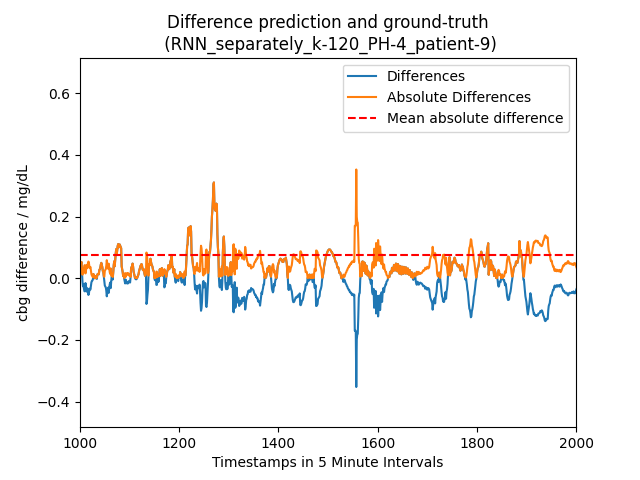 Difference prediction and ground-truth
(RNN_separately_k-120_PH-4_patient-9)
Differences
Absolute Differences
Mean absolute difference
cbg difference / mg/dL
0.6
0.4
0.2
0.0
−0.2
−0.4
1000 1200 1400 1600 1800 2000
Timestamps in 5 Minute Intervals